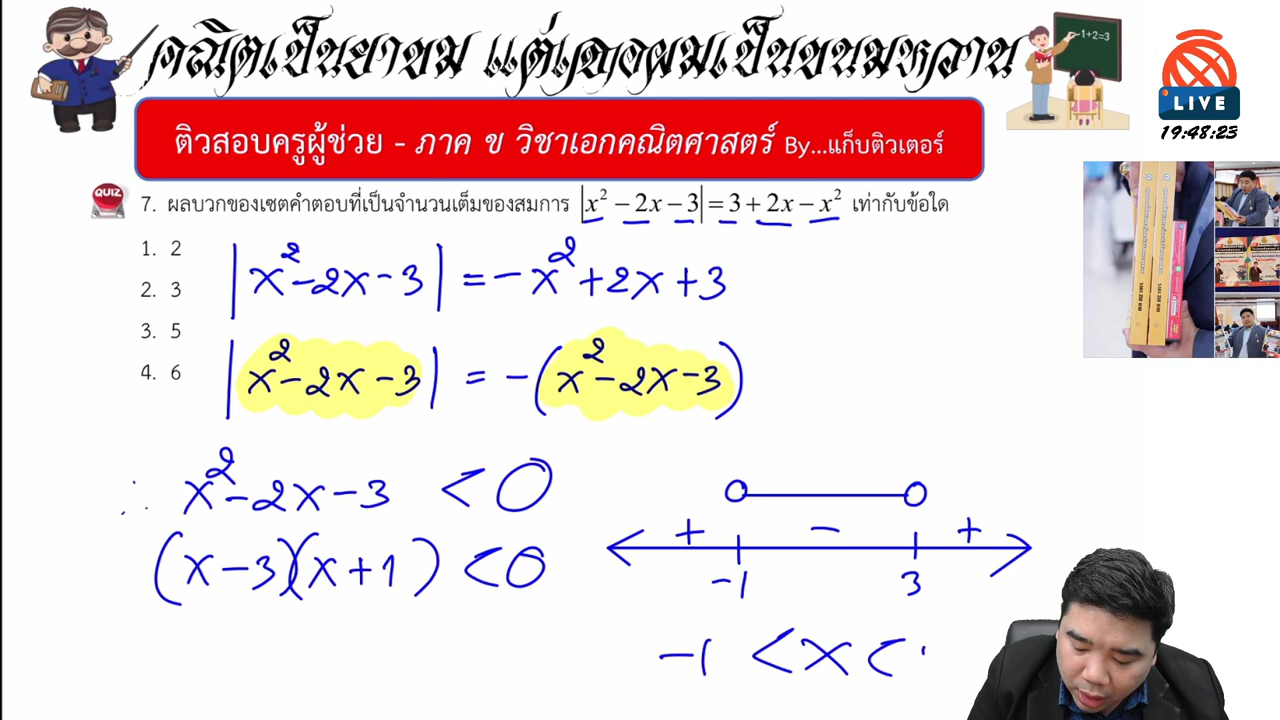 คณิตเป็นยาขม แต่เจอผมเป็นขนมหวาน
-1+2=3
LIVE
19:48:23
ติวสอบครูผู้ช่วย - ภาค ข วิชาเอกคณิตศาสตร์ By...แก็บติวเตอร์
QUIZ
7. ผลบวกของเซตคำตอบที่เป็นจำนวนเต็มของสมการ |x² − 2x − 3| = 3 + 2x − x² เท่ากับข้อใด
1. 2
2. 3
3. 5
4. 6
|x² - 2x - 3| = -x² + 2x + 3
|x² - 2x - 3| = -(x² - 2x - 3)
∴ x² - 2x - 3 < 0
(x - 3)(x + 1) < 0
+ − +
-1 3
-1 < x <